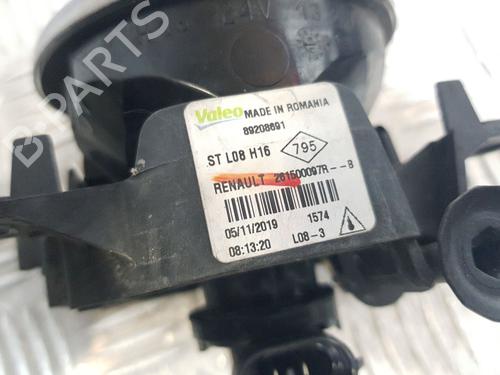 Valeo MADE IN ROMANIA
89208691
ST L08 H16 795
RENAULT 261500097R--B
05/11/2019 1574
08:13:20 L08-3